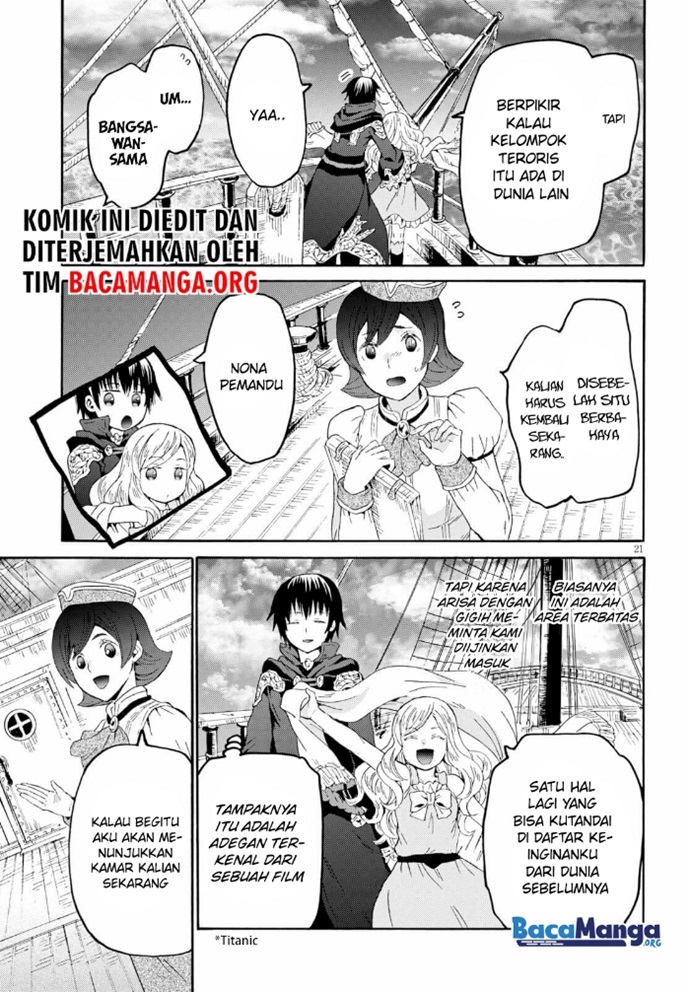 TAPI
BERPIKIR
KALAU
KELOMPOK
TERORIS
ITU ADA DI
DUNIA LAIN
YAA..
UM...
BANGSA-
WAN-
SAMA
KOMIK INI DIEDIT DAN
DITERJEMAHKAN OLEH
TIM BACAMANGA.ORG
DISEBE-
LAH SITU
BERBA-
HAYA
KALIAN
HARUS
KEMBALI
SEKA-
RANG..
NONA
PEMANDU
21
BIASANYA
INI ADALAH
AREA TERBATAS
TAPI KARENA
ARISA DENGAN
GIGIH ME-
MINTA KAMI
DIIJINKAN
MASUK
SATU HAL
LAGI YANG
BISA KUTANDAI
DI DAFTAR KE-
INGINANKU
DARI DUNIA
SEBELUMNYA
TAMPAKNYA
ITU ADALAH
ADEGAN TER-
KENAL DARI
SEBUAH FILM
*Titanic
KALAU BEGITU
AKU AKAN ME-
NUNJUKKAN
KAMAR KALIAN
SEKARANG
BacaManga
.ORG